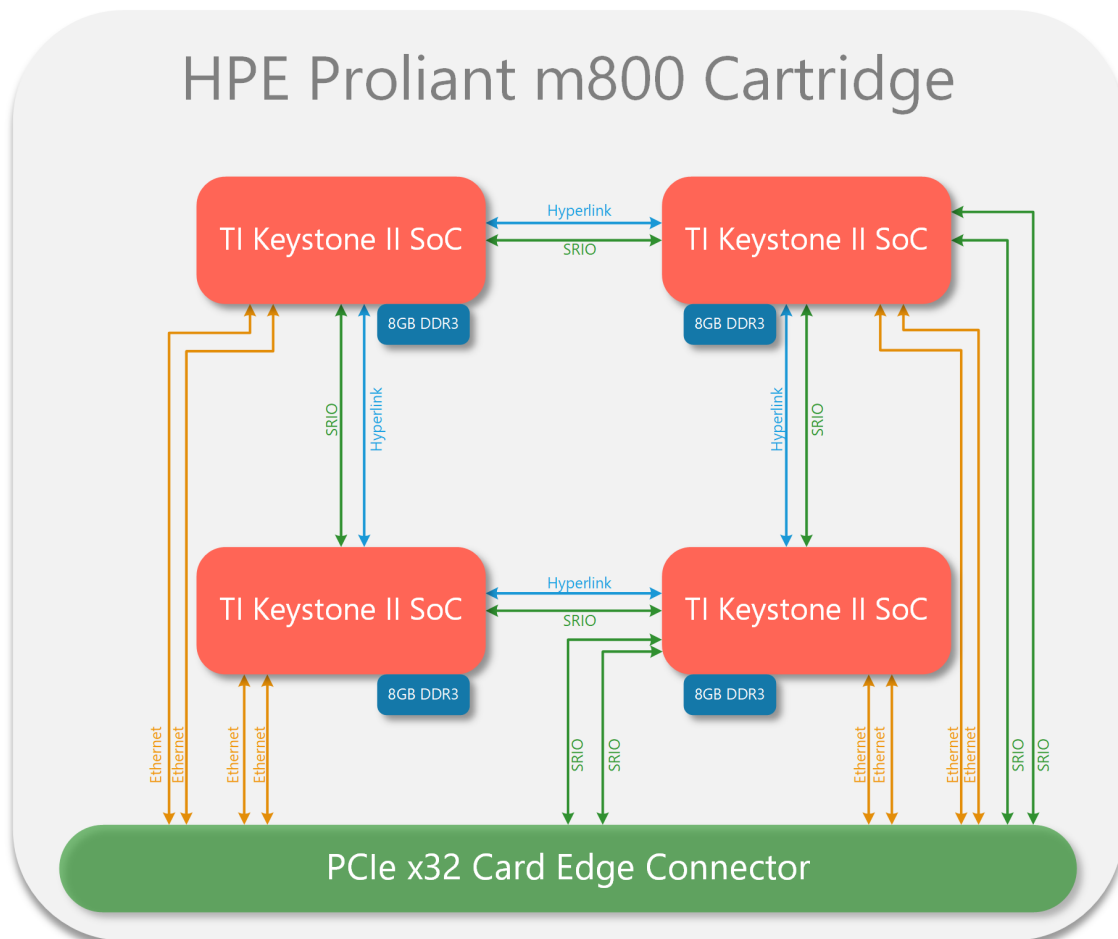 HPE Proliant m800 Cartridge
TI Keystone II SoC
Hyperlink
SRIO
TI Keystone II SoC
8GB DDR3
8GB DDR3
SRIO
Hyperlink
Hyperlink
SRIO
TI Keystone II SoC
Hyperlink
SRIO
TI Keystone II SoC
8GB DDR3
8GB DDR3
Ethernet
Ethernet
Ethernet
Ethernet
SRIO
SRIO
Ethernet
Ethernet
Ethernet
Ethernet
SRIO
SRIO
PCIe x32 Card Edge Connector